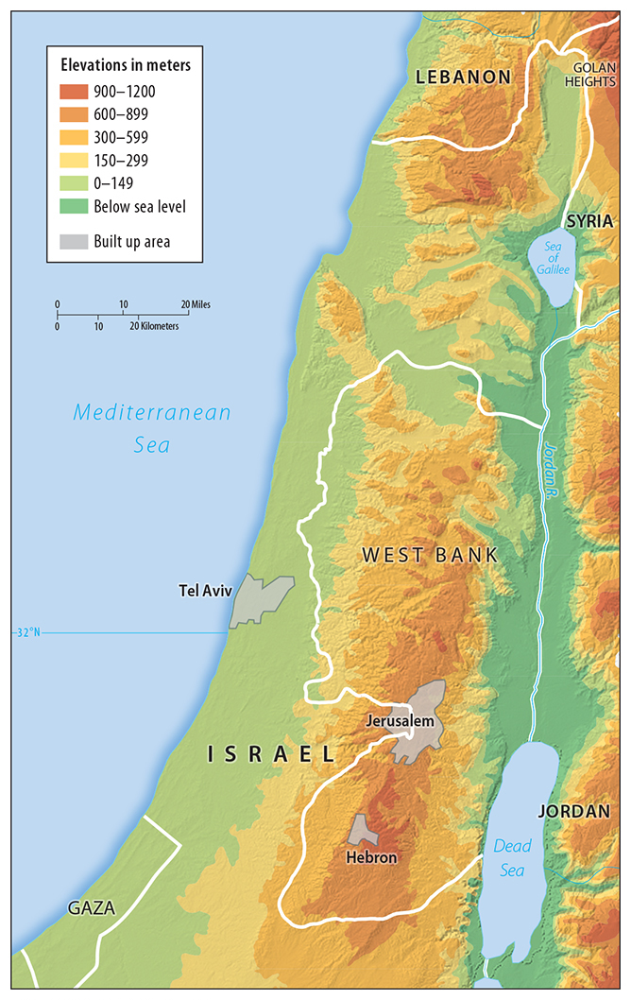 Elevations in meters
900–1200
600–899
300–599
150–299
0–149
Below sea level
Built up area
LEBANON
GOLAN
HEIGHTS
SYRIA
Sea
of
Galilee
0 10 20 Miles
0 10 20 Kilometers
Mediterranean
Sea
Jordan R.
WEST BANK
Tel Aviv
32°N
Jerusalem
ISRAEL
JORDAN
Dead
Sea
Hebron
GAZA